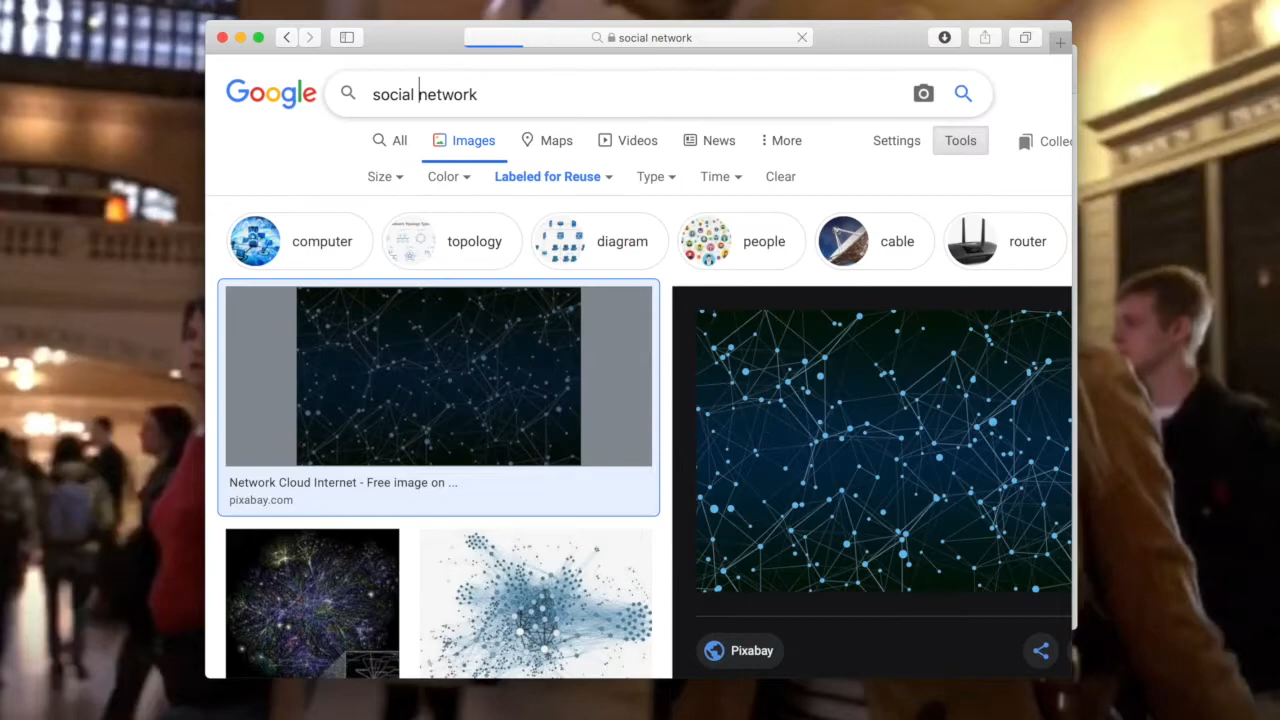 social network
Google
social network
All Images Maps Videos News More Settings Tools Colle
Size Color Labeled for Reuse Type Time Clear
computer topology diagram people cable router
Network Cloud Internet - Free image on ...
pixabay.com
Pixabay